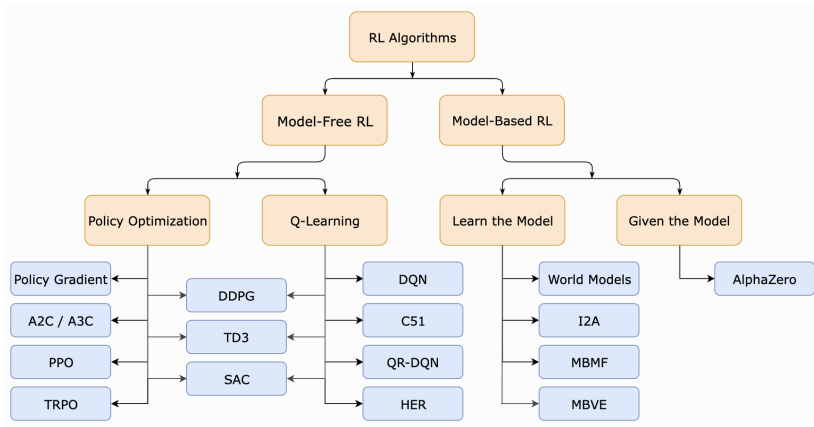 RL Algorithms
Model-Free RL
Model-Based RL
Policy Optimization
Q-Learning
Learn the Model
Given the Model
Policy Gradient
DDPG
DQN
World Models
AlphaZero
A2C / A3C
TD3
C51
I2A
PPO
SAC
QR-DQN
MBMF
TRPO
HER
MBVE